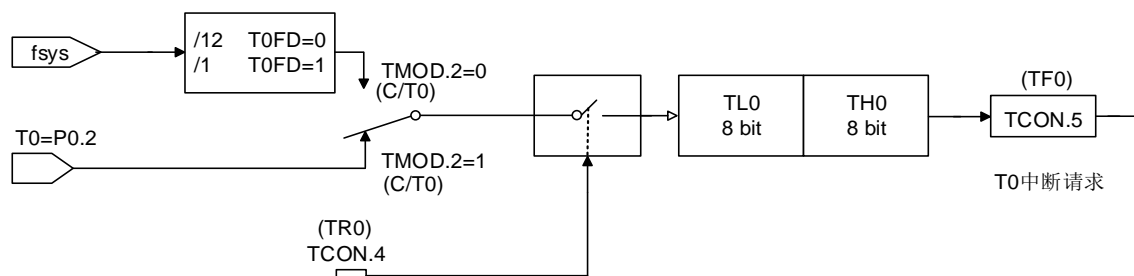 fsys
/12 T0FD=0
/1 T0FD=1
TMOD.2=0
(C/T0)
T0=P0.2
TMOD.2=1
(C/T0)
(TR0)
TCON.4
TL0
8 bit
TH0
8 bit
(TF0)
TCON.5
T0中断请求